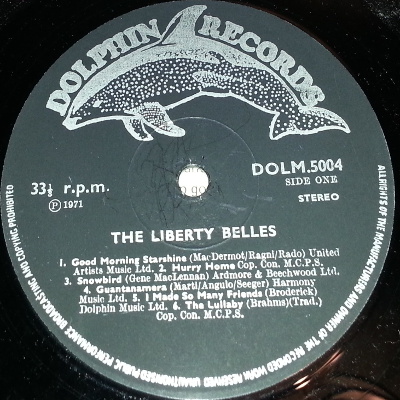 DOLPHIN RECORDS
DOLM.5004
SIDE ONE
33⅓ r.p.m.
Ⓟ 1971
STEREO
THE LIBERTY BELLES
1. Good Morning Starshine (MacDermot/Ragni/Rado) United
Artists Music Ltd. 2. Hurry Home Cop. Con. M.C.P.S.
3. Snowbird (Gene MacLennan) Ardmore & Beechwood Ltd.
4. Guantanamera (Marti/Angulo/Seeger) Harmony
Music Ltd. 5. I Made So Many Friends (Broderick)
Dolphin Music Ltd. 6. The Lullaby (Brahms)(Trad.)
Cop. Con. M.C.P.S.
ALL RIGHTS OF THE MANUFACTURERS AND OWNER OF THE RECORDED WORK RESERVED UNAUTHORISED PUBLIC PERFORMANCE BROADCASTING AND COPYING PROHIBITED